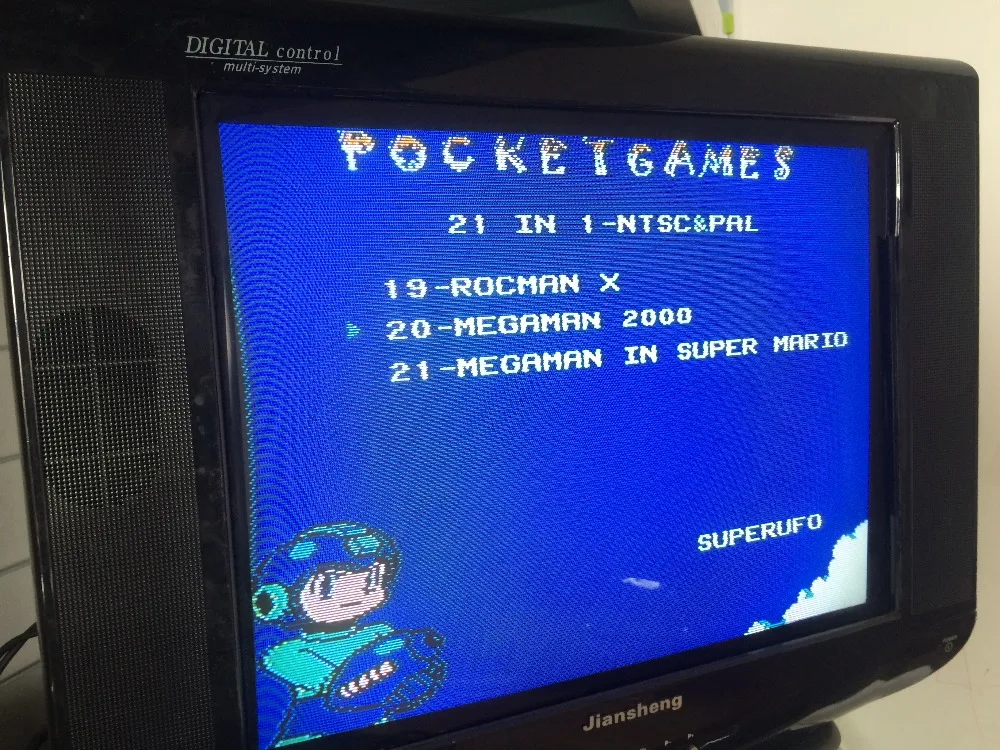 DIGITAL control
multi-system
POCKETGAMES
21 IN 1-NTSC&PAL
19-ROCMAN X
20-MEGAMAN 2000
21-MEGAMAN IN SUPER MARIO
SUPERUFO
Jiansheng